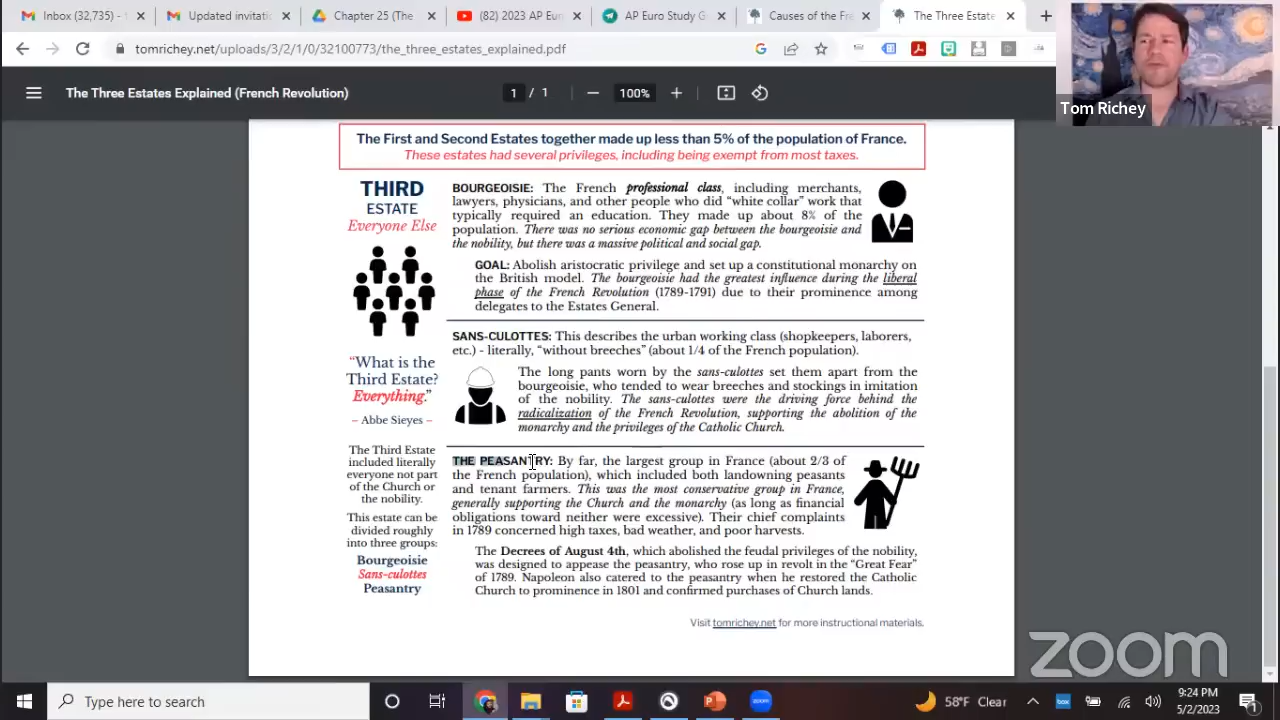 Inbox (32,735) - t
Updated invitati
Chapter 25 (The
(82) 2023 AP Eur
AP Euro Study G
Causes of the Fre
The Three Estate
tomrichey.net/uploads/3/2/1/0/32100773/the_three_estates_explained.pdf
Tom Richey
The Three Estates Explained (French Revolution)
1 / 1
100%
The First and Second Estates together made up less than 5% of the population of France.
These estates had several privileges, including being exempt from most taxes.
THIRD
ESTATE
Everyone Else
"What is the
Third Estate?
Everything."
– Abbe Sieyes –
The Third Estate
included literally
everyone not part
of the Church or
the nobility.
This estate can be
divided roughly
into three groups:
Bourgeoisie
Sans-culottes
Peasantry
BOURGEOISIE: The French professional class, including merchants,
lawyers, physicians, and other people who did "white collar" work that
typically required an education. They made up about 8% of the
population. There was no serious economic gap between the bourgeoisie and
the nobility, but there was a massive political and social gap.
GOAL: Abolish aristocratic privilege and set up a constitutional monarchy on
the British model. The bourgeoisie had the greatest influence during the liberal
phase of the French Revolution (1789-1791) due to their prominence among
delegates to the Estates General.
SANS-CULOTTES: This describes the urban working class (shopkeepers, laborers,
etc.) - literally, "without breeches" (about 1/4 of the French population).
The long pants worn by the sans-culottes set them apart from the
bourgeoisie, who tended to wear breeches and stockings in imitation
of the nobility. The sans-culottes were the driving force behind the
radicalization of the French Revolution, supporting the abolition of the
monarchy and the privileges of the Catholic Church.
THE PEASANTRY: By far, the largest group in France (about 2/3 of
the French population), which included both landowning peasants
and tenant farmers. This was the most conservative group in France,
generally supporting the Church and the monarchy (as long as financial
obligations toward neither were excessive). Their chief complaints
in 1789 concerned high taxes, bad weather, and poor harvests.
The Decrees of August 4th, which abolished the feudal privileges of the nobility,
was designed to appease the peasantry, who rose up in revolt in the "Great Fear"
of 1789. Napoleon also catered to the peasantry when he restored the Catholic
Church to prominence in 1801 and confirmed purchases of Church lands.
Visit tomrichey.net for more instructional materials.
zoom
Type here to search
zoom
58°F Clear
box
9:24 PM
5/2/2023
1